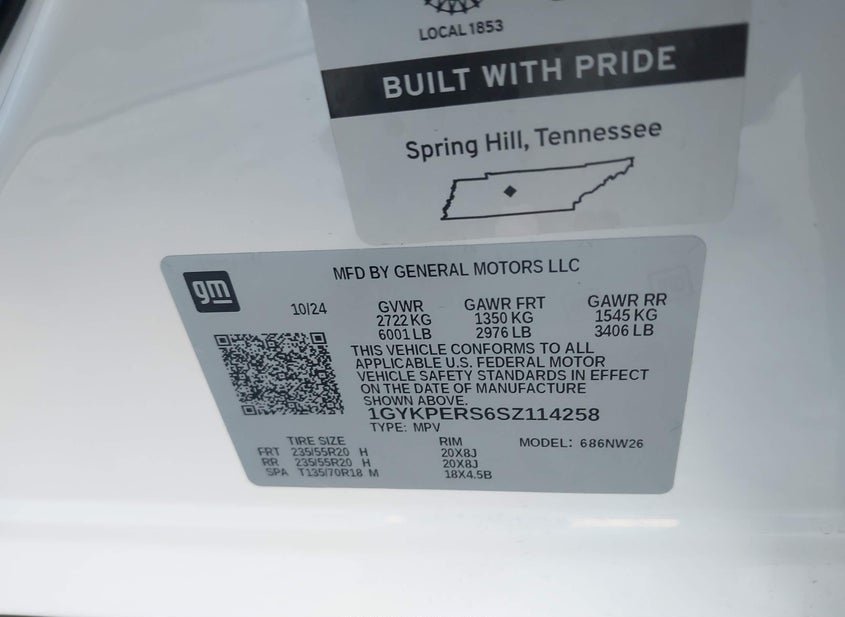 LOCAL 1853
BUILT WITH PRIDE
Spring Hill, Tennessee
gm
MFD BY GENERAL MOTORS LLC
10/24 GVWR GAWR FRT GAWR RR
2722 KG 1350 KG 1545 KG
6001 LB 2976 LB 3406 LB
THIS VEHICLE CONFORMS TO ALL
APPLICABLE U.S. FEDERAL MOTOR
VEHICLE SAFETY STANDARDS IN EFFECT
ON THE DATE OF MANUFACTURE
SHOWN ABOVE.
1GYKPERS6SZ114258
TYPE: MPV
TIRE SIZE RIM MODEL: 686NW26
FRT 235/55R20 H 20X8J
RR 235/55R20 H 20X8J
SPA T135/70R18 M 18X4.5B